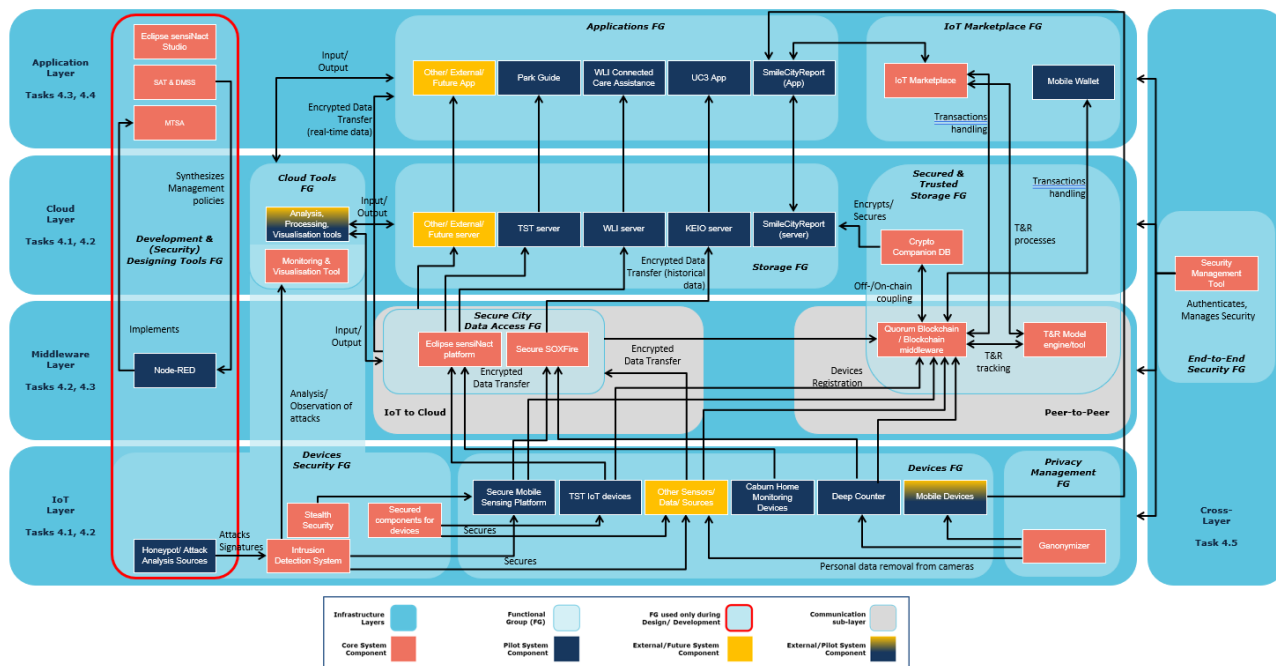 Application
Layer
Tasks 4.3, 4.4
Eclipse sensiNact
Studio
SAT & DMSS
MTSA
Input/
Output
Encrypted Data
Transfer
(real-time data)
Applications FG
Other/ External/
Future App
Park Guide
WLI Connected
Care Assistance
UC3 App
SmileCityReport
(App)
IoT Marketplace FG
IoT Marketplace
Mobile Wallet
Transactions
handling
Cloud
Layer
Tasks 4.1, 4.2
Synthesizes
Management
policies
Development &
(Security)
Designing Tools FG
Cloud Tools
FG
Analysis,
Processing,
Visualisation tools
Monitoring &
Visualisation Tool
Input/
Output
Other/ External/
Future server
TST server
WLI server
KEIO server
SmileCityReport
(server)
Encrypted Data
Transfer (historical
data)
Storage FG
Encrypts/
Secures
Secured &
Trusted
Storage FG
Crypto
Companion DB
Off-/On-chain
coupling
Transactions
handling
T&R
processes
Security
Management
Tool
Authenticates,
Manages Security
End-to-End
Security FG
Middleware
Layer
Tasks 4.2, 4.3
Implements
Node-RED
Input/
Output
Analysis/
Observation of
attacks
Secure City
Data Access FG
Eclipse sensiNact
platform
Secure SOXFire
Encrypted
Data Transfer
IoT to Cloud
Encrypted
Data Transfer
Devices
Registration
Quorum Blockchain
/ Blockchain
middleware
T&R
tracking
T&R Model
engine/tool
Peer-to-Peer
IoT
Layer
Tasks 4.1, 4.2
Devices
Security FG
Honeypot/ Attack
Analysis Sources
Attacks
Signatures
Stealth
Security
Intrusion
Detection System
Secured
components for
devices
Secures
Secures
Devices FG
Secure Mobile
Sensing Platform
TST IoT devices
Other Sensors/
Data/ Sources
Caburn Home
Monitoring
Devices
Deep Counter
Mobile Devices
Personal data removal from cameras
Privacy
Management
FG
Ganonymizer
Cross-
Layer
Task 4.5
Infrastructure
Layers
Functional
Group (FG)
FG used only during
Design/ Development
Communication
sub-layer
Core System
Component
Pilot System
Component
External/Future System
Component
External/Pilot System
Component